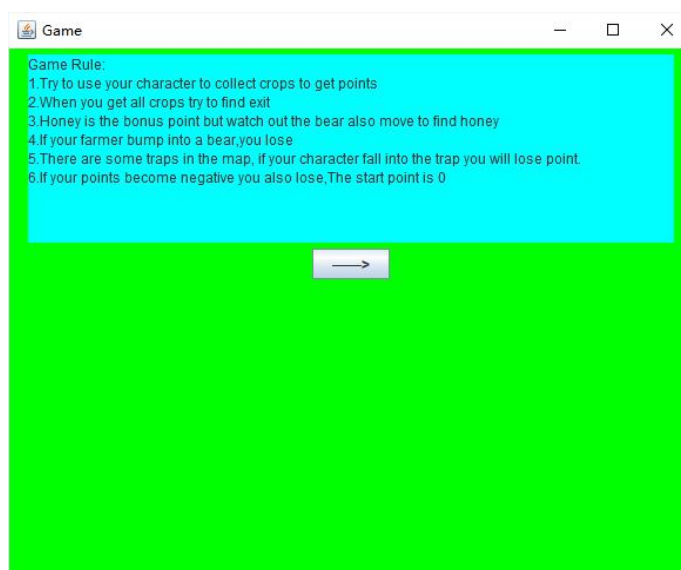 Game
Game Rule:
1.Try to use your character to collect crops to get points
2.When you get all crops try to find exit
3.Honey is the bonus point but watch out the bear also move to find honey
4.If your farmer bump into a bear,you lose
5.There are some traps in the map, if your character fall into the trap you will lose point.
6.If your points become negative you also lose,The start point is 0
——>